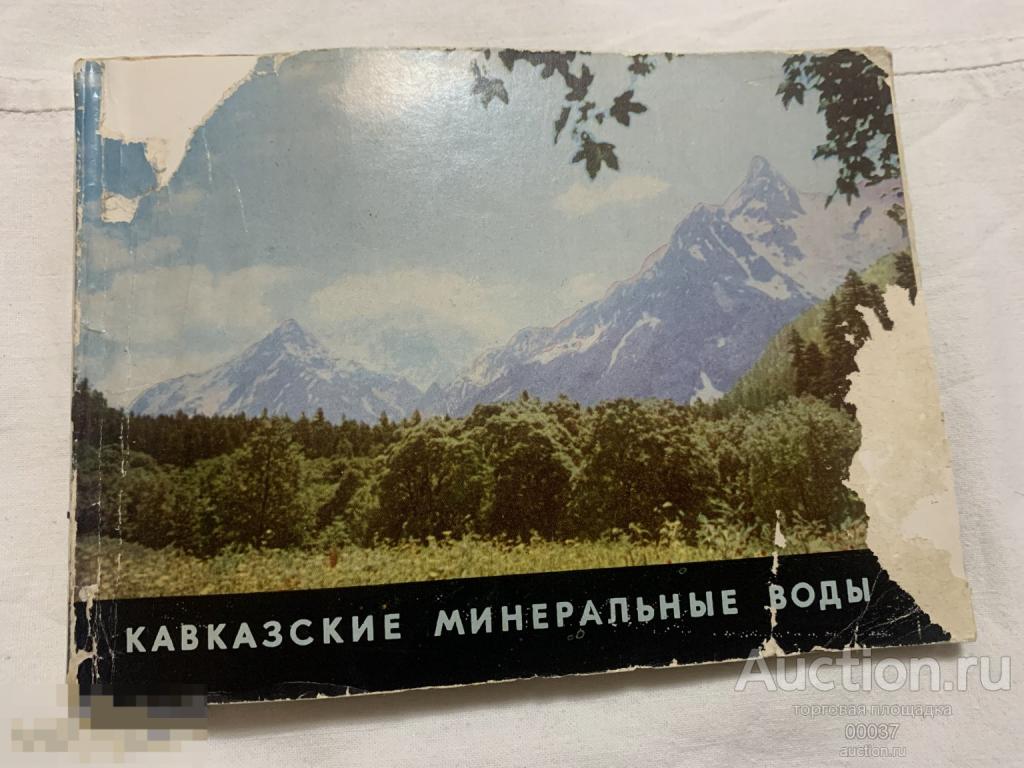 КАВКАЗСКИЕ МИНЕРАЛЬНЫЕ ВОДЫ
Auction.ru
торговая площадка
00037
auction.ru